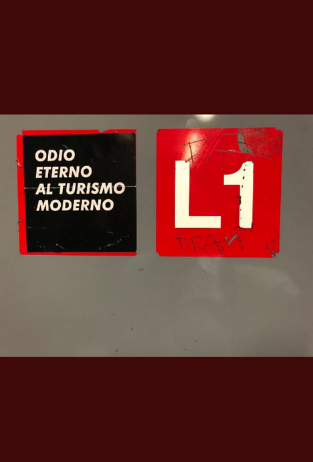 ODIO
ETERNO
AL TURISMO
MODERNO
L1